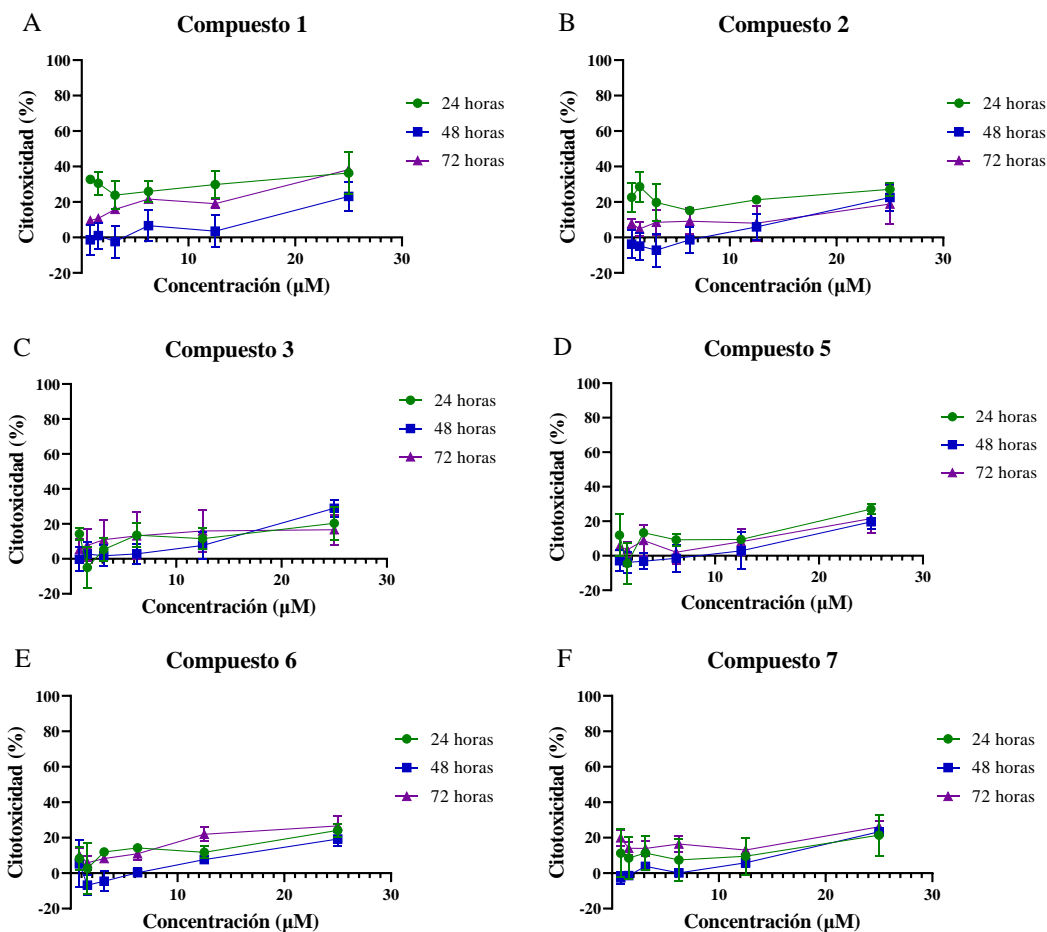 A
Compuesto 1
100
80
60
40
20
0
-20
10
20
30
Citotoxicidad (%)
Concentración (µM)
24 horas
48 horas
72 horas
B
Compuesto 2
100
80
60
40
20
0
-20
10
20
30
Citotoxicidad (%)
Concentración (µM)
24 horas
48 horas
72 horas
C
Compuesto 3
100
80
60
40
20
0
-20
10
20
30
Citotoxicidad (%)
Concentración (µM)
24 horas
48 horas
72 horas
D
Compuesto 5
100
80
60
40
20
0
-20
10
20
30
Citotoxicidad (%)
Concentración (µM)
24 horas
48 horas
72 horas
E
Compuesto 6
100
80
60
40
20
0
-20
10
20
30
Citotoxicidad (%)
Concentración (µM)
24 horas
48 horas
72 horas
F
Compuesto 7
100
80
60
40
20
0
-20
10
20
30
Citotoxicidad (%)
Concentración (µM)
24 horas
48 horas
72 horas